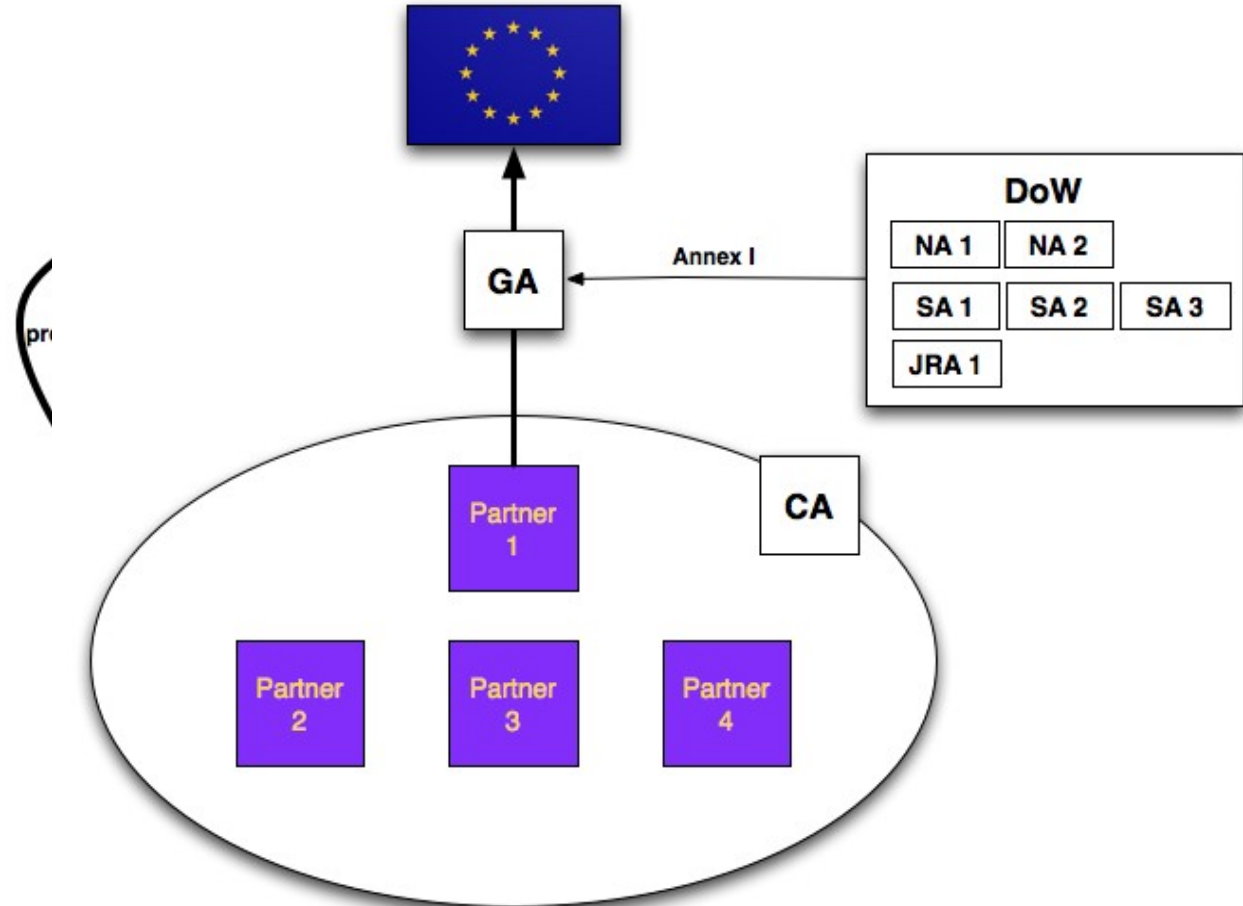 DoW
NA 1 NA 2
Annex I
GA
SA 1 SA 2 SA 3
JRA 1
CA
Partner
1
Partner
2
Partner
3
Partner
4